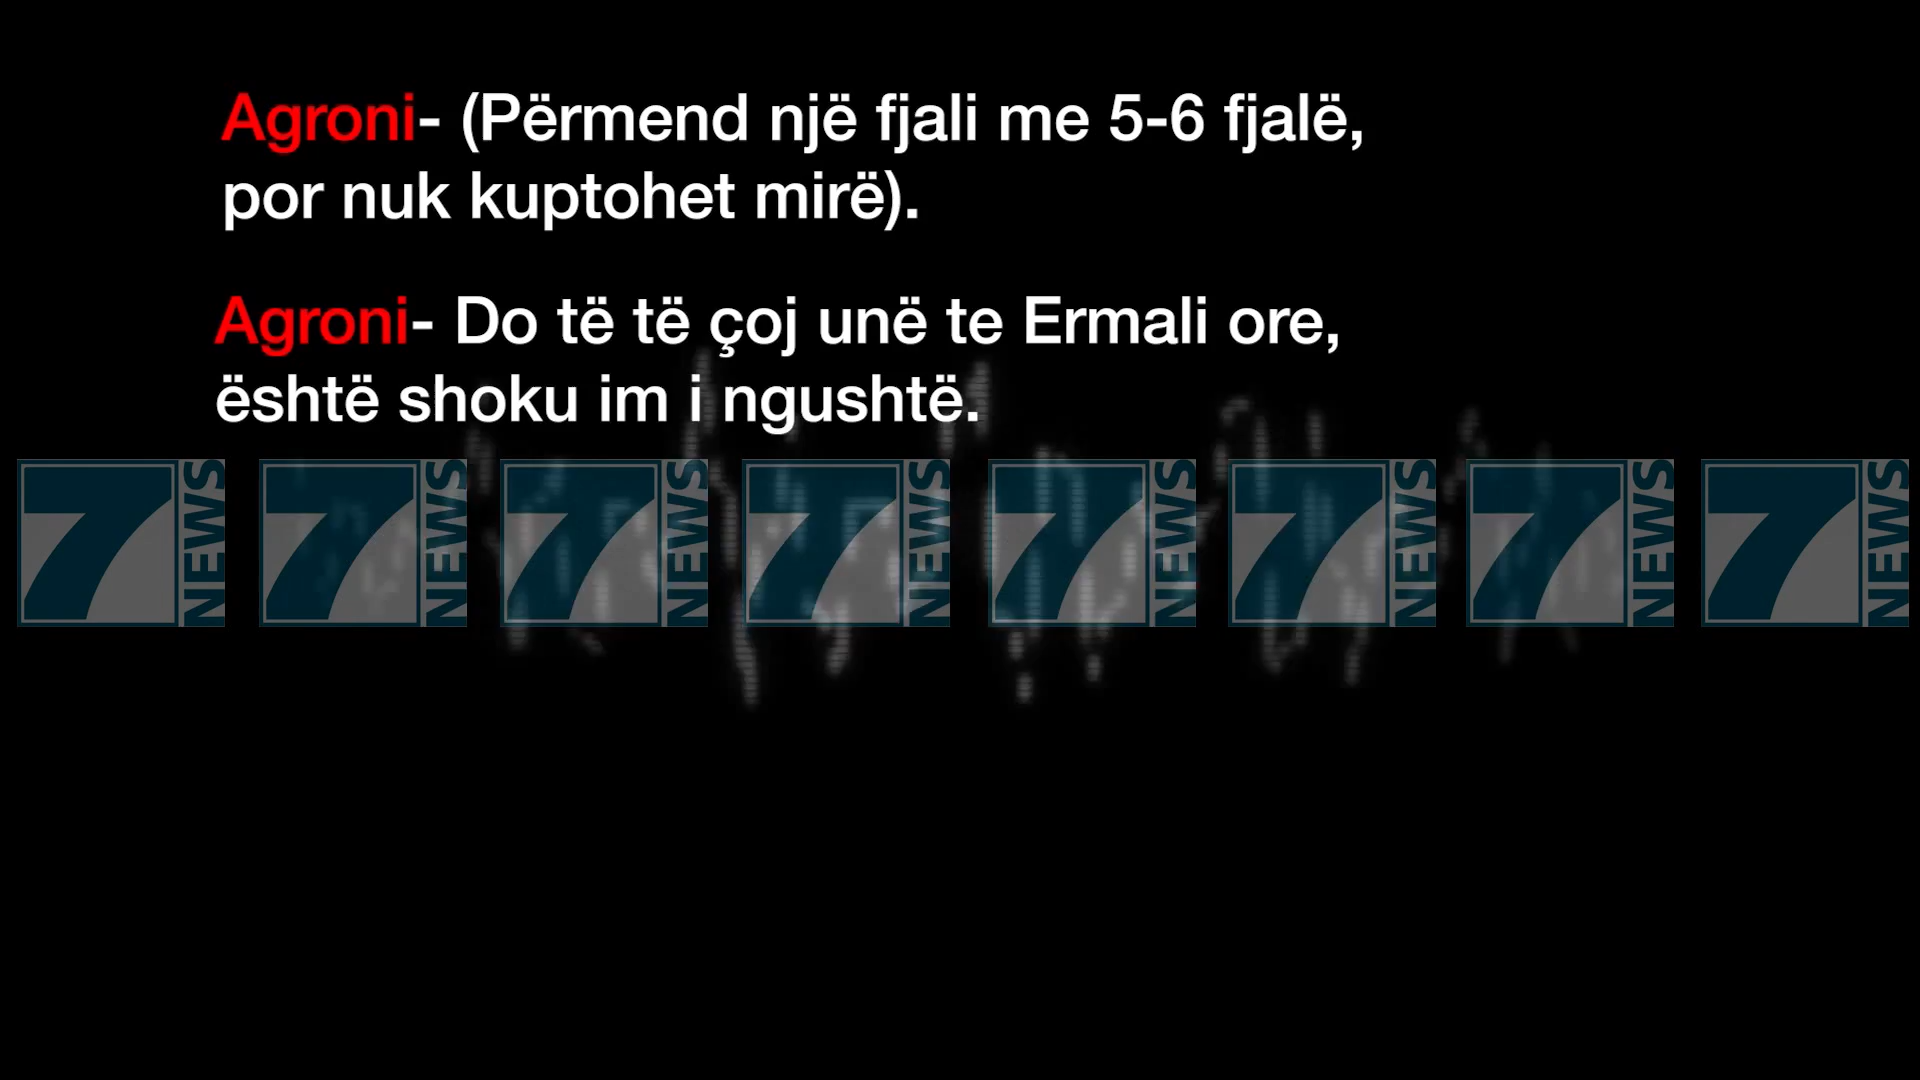 Agroni- (Përmend një fjali me 5-6 fjalë,
por nuk kuptohet mirë).
Agroni- Do të të çoj unë te Ermali ore,
është shoku im i ngushtë.
7 NEWS 7 NEWS 7 NEWS 7 NEWS 7 NEWS 7 NEWS 7 NEWS 7 NEWS